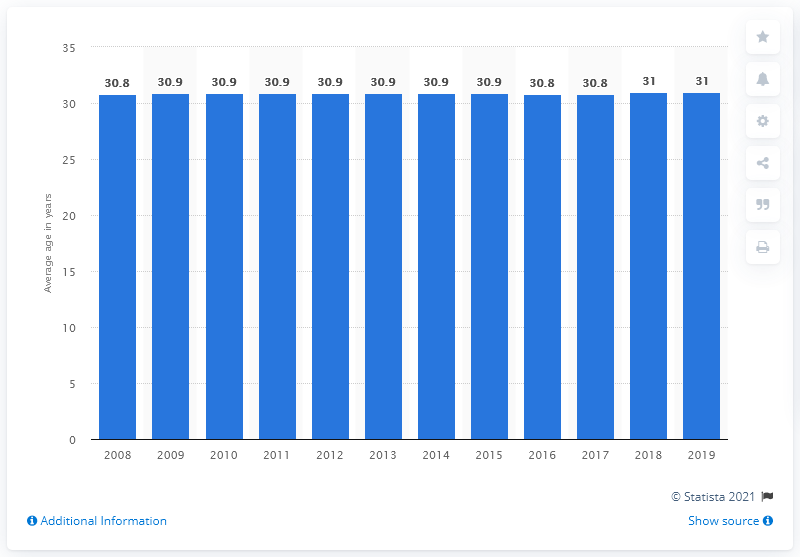 35
30
25
20
15
10
5
0
Average age in years
30.8 30.9 30.9 30.9 30.9 30.9 30.9 30.9 30.8 30.8 31 31
2008 2009 2010 2011 2012 2013 2014 2015 2016 2017 2018 2019
© Statista 2021
Additional Information
Show source